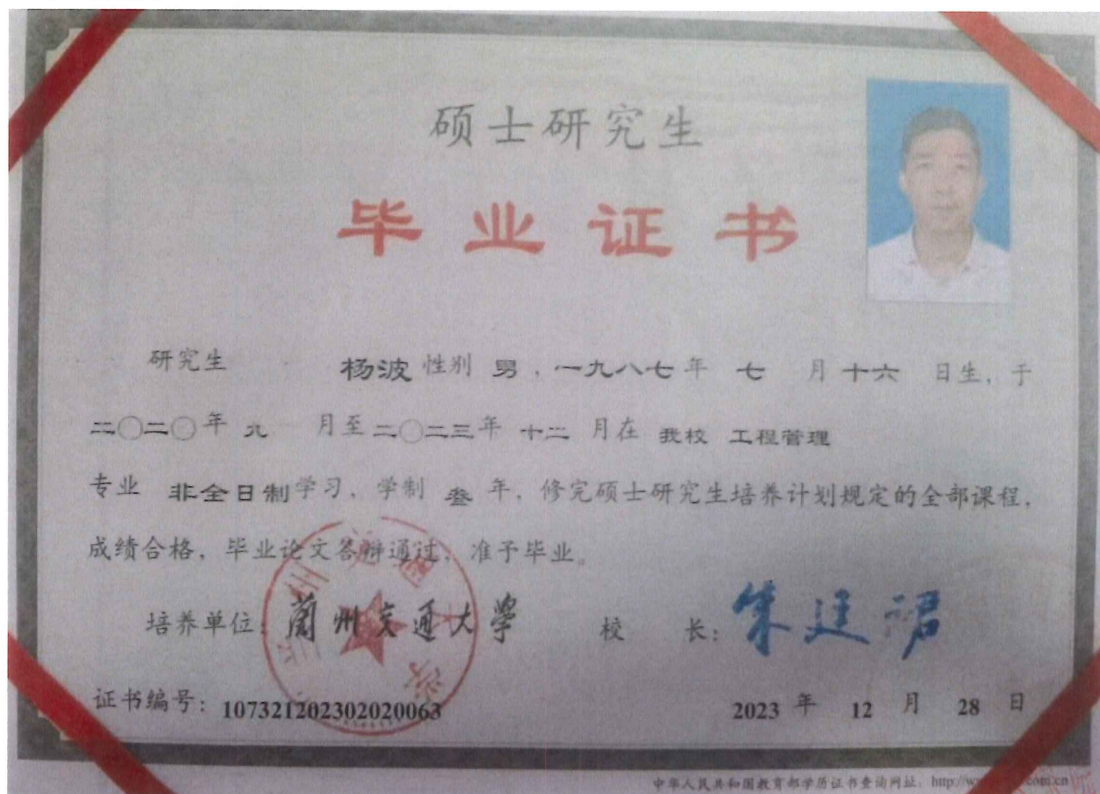 硕士研究生
毕业证书
研究生 杨波 性别 男，一九八七年 七 月十六 日生，于
二〇二〇年 九 月至二〇二三年 十二 月在 我校 工程管理
专业 非全日制学习，学制 叁 年，修完硕士研究生培养计划规定的全部课程，
成绩合格，毕业论文答辩通过，准予毕业。
培养单位：蘭州交通大學 校 长：
证书编号：107321202302020063 2023 年 12 月 28 日
中华人民共和国教育部学历证书查询网址：http://w .com.cn